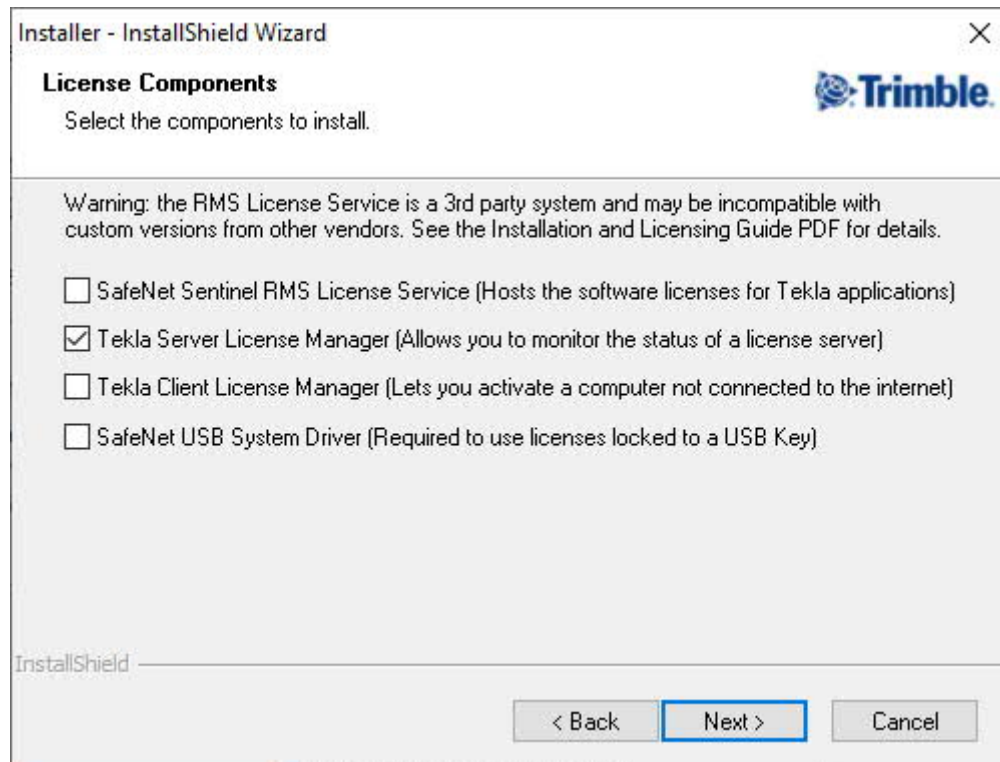 Installer - InstallShield Wizard
License Components
Select the components to install.
Trimble.
Warning: the RMS License Service is a 3rd party system and may be incompatible with
custom versions from other vendors. See the Installation and Licensing Guide PDF for details.
SafeNet Sentinel RMS License Service (Hosts the software licenses for Tekla applications)
Tekla Server License Manager (Allows you to monitor the status of a license server)
Tekla Client License Manager (Lets you activate a computer not connected to the internet)
SafeNet USB System Driver (Required to use licenses locked to a USB Key)
InstallShield
< Back
Next >
Cancel